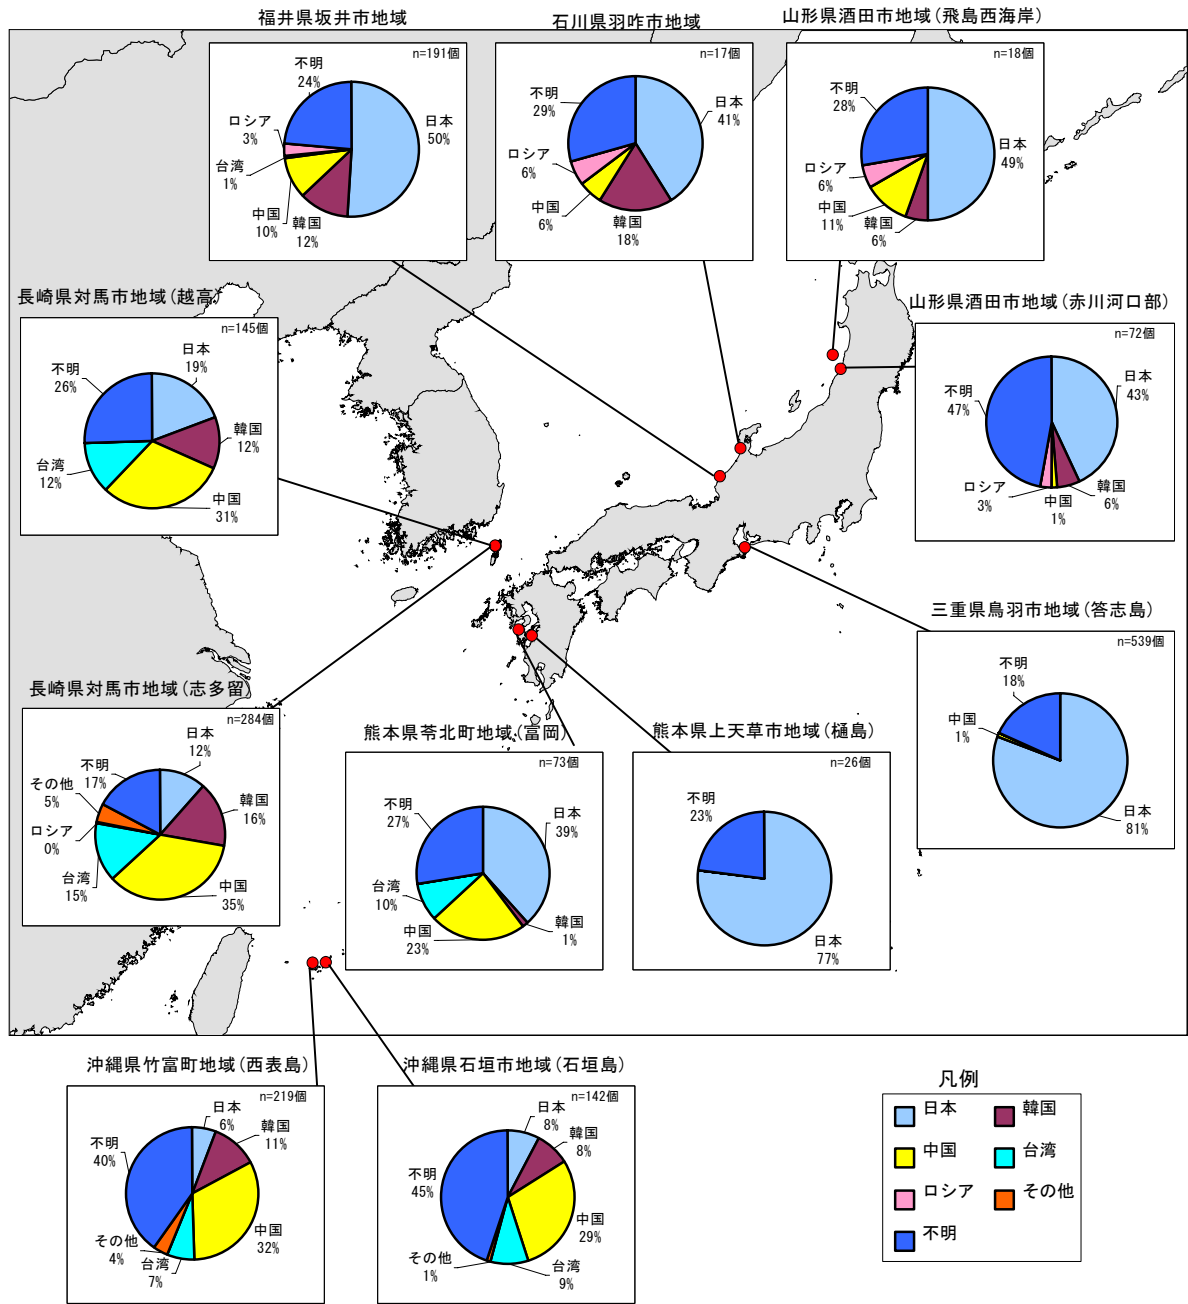 福井県坂井市地域
n=191個
不明
24%
日本
50%
ロシア
3%
台湾
1%
中国
10%
韓国
12%
石川県羽咋市地域
n=17個
不明
29%
日本
41%
ロシア
6%
中国
6%
韓国
18%
山形県酒田市地域(飛島西海岸)
n=18個
不明
28%
日本
49%
ロシア
6%
中国
11%
韓国
6%
長崎県対馬市地域(越高)
n=145個
日本
19%
不明
26%
韓国
12%
台湾
12%
中国
31%
山形県酒田市地域(赤川河口部)
n=72個
日本
43%
不明
47%
ロシア
3%
中国
1%
韓国
6%
三重県鳥羽市地域(答志島)
n=539個
不明
18%
中国
1%
日本
81%
長崎県対馬市地域(志多留
n=284個
日本
12%
不明
17%
その他
5%
韓国
16%
ロシア
0%
台湾
15%
中国
35%
熊本県苓北町地域(富岡)
n=73個
不明
27%
日本
39%
台湾
10%
中国
23%
韓国
1%
熊本県上天草市地域(樋島)
n=26個
不明
23%
日本
77%
沖縄県竹富町地域(西表島)
n=219個
日本
6%
韓国
11%
不明
40%
中国
32%
その他
4%
台湾
7%
沖縄県石垣市地域(石垣島)
n=142個
日本
8%
韓国
8%
不明
45%
中国
29%
その他
1%
台湾
9%
凡例
日本
韓国
中国
台湾
ロシア
その他
不明